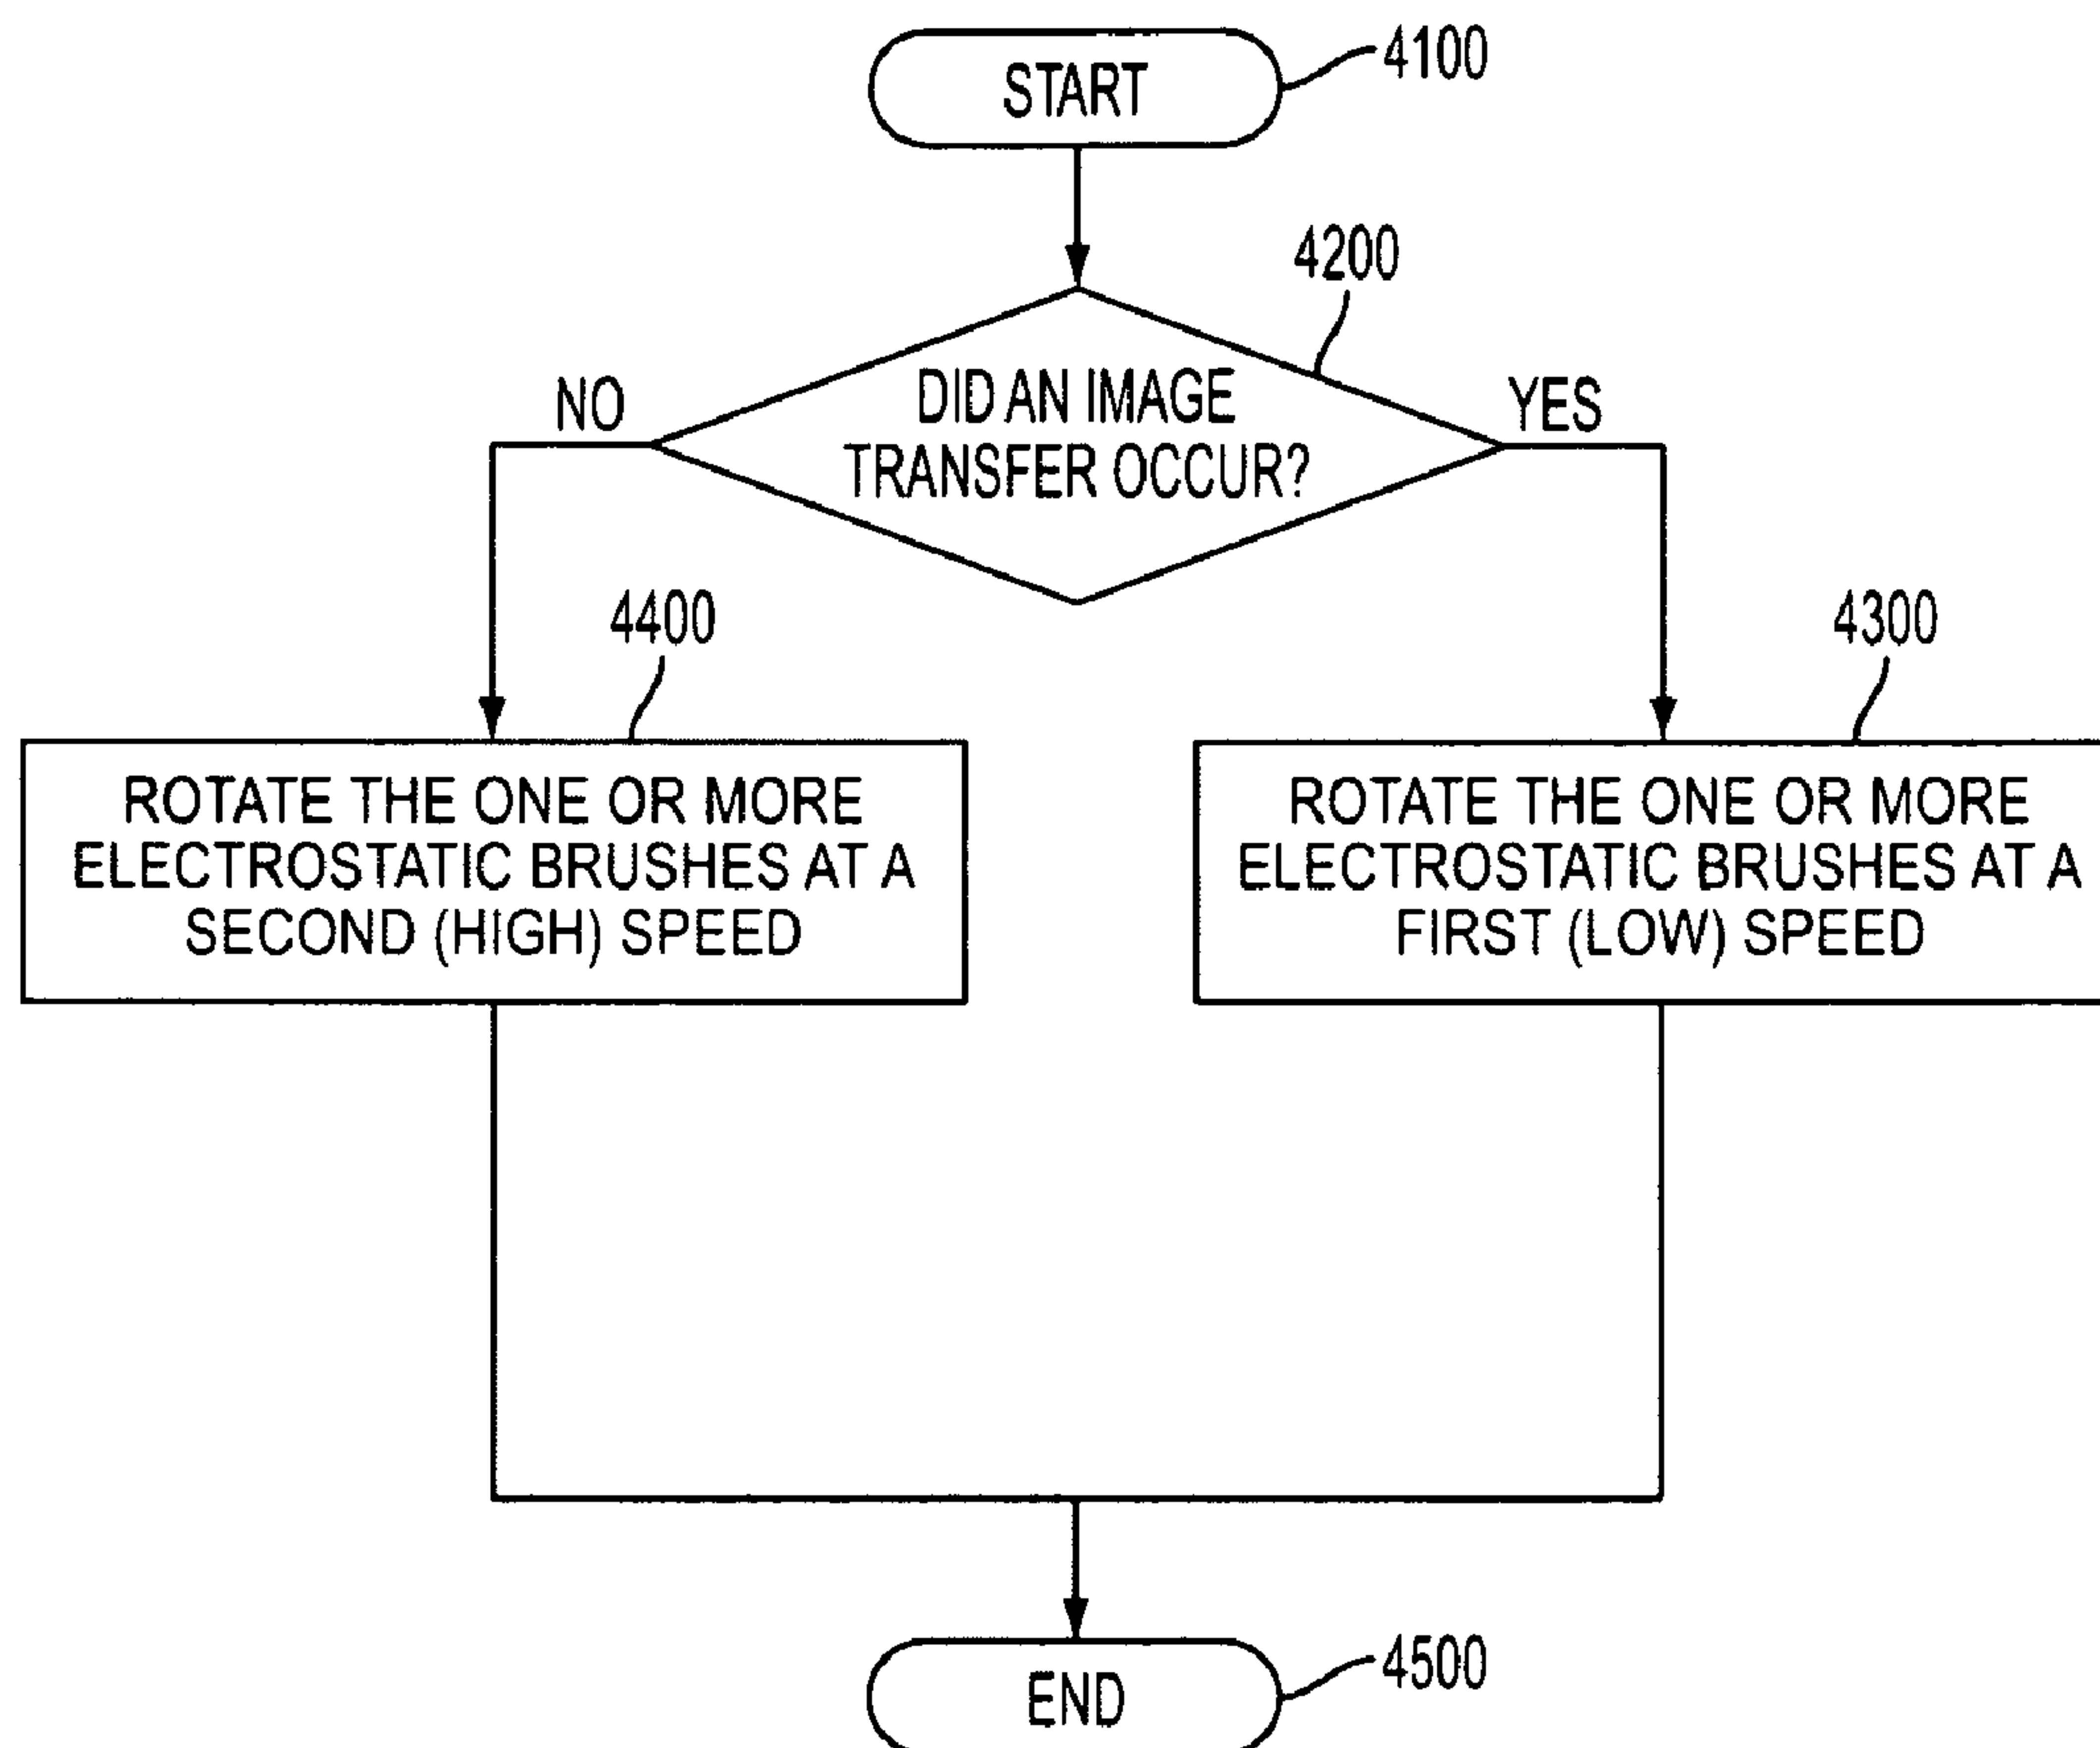 START
4100
4200
DID AN IMAGE
TRANSFER OCCUR?
NO
YES
4400
4300
ROTATE THE ONE OR MORE
ELECTROSTATIC BRUSHES AT A
SECOND (HIGH) SPEED
ROTATE THE ONE OR MORE
ELECTROSTATIC BRUSHES AT A
FIRST (LOW) SPEED
END
4500